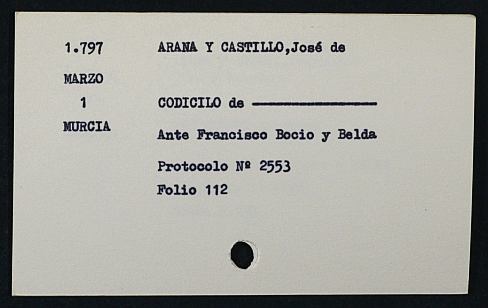 1.797 ARANA Y CASTILLO,José de
MARZO
1 CODICILO de ————————
MURCIA Ante Francisco Bocio y Belda
Protocolo Nº 2553
Folio 112